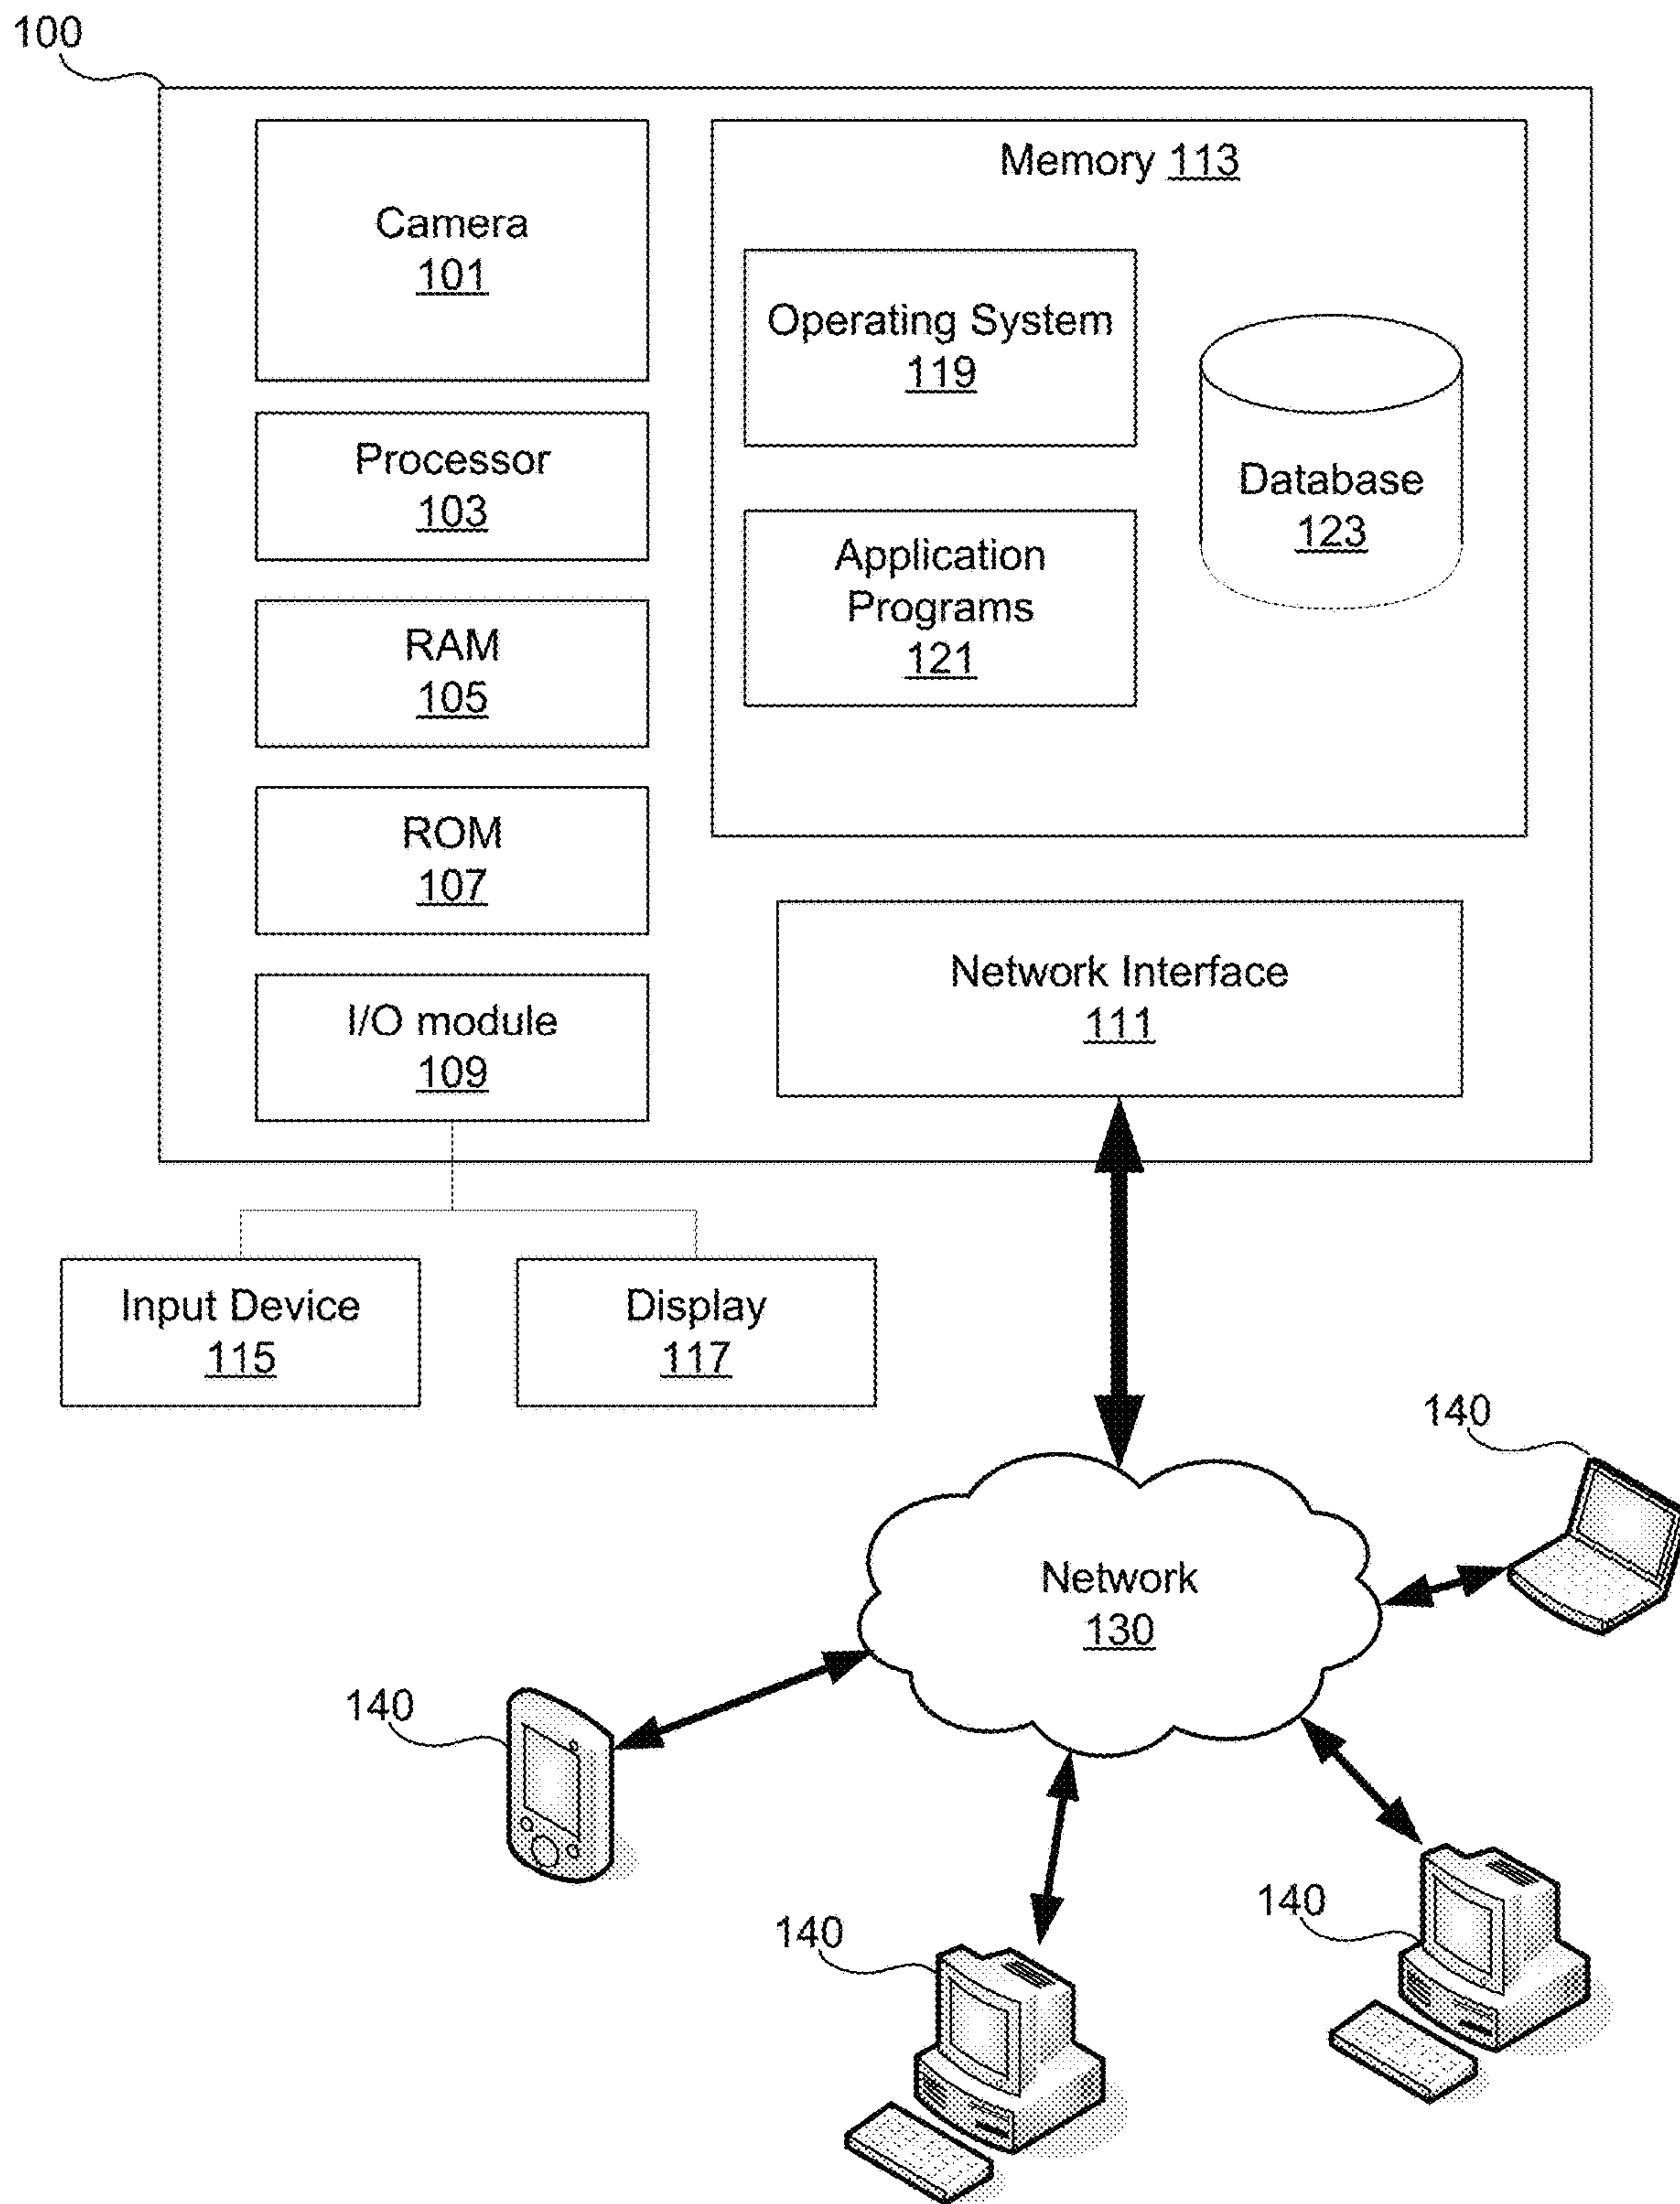 100
Camera
101
Processor
103
RAM
105
ROM
107
I/O module
109
Memory 113
Operating System
119
Application
Programs
121
Database
123
Network Interface
111
Input Device
115
Display
117
Network
130
140
140
140
140